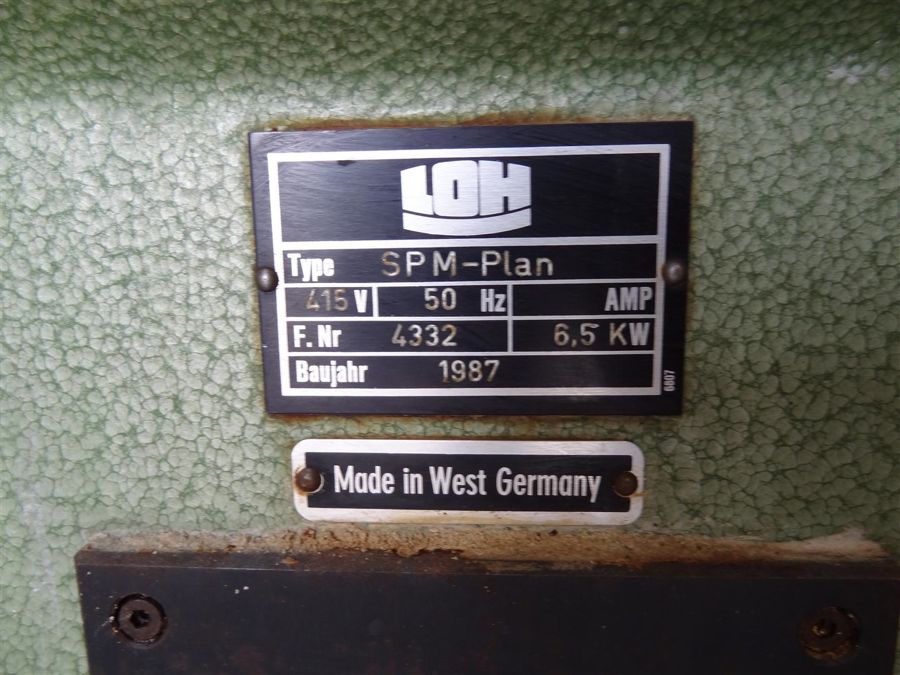 LOH
Type SPM-Plan
415 V 50 Hz AMP
F. Nr 4332 6,5 KW
Baujahr 1987
6607
Made in West Germany